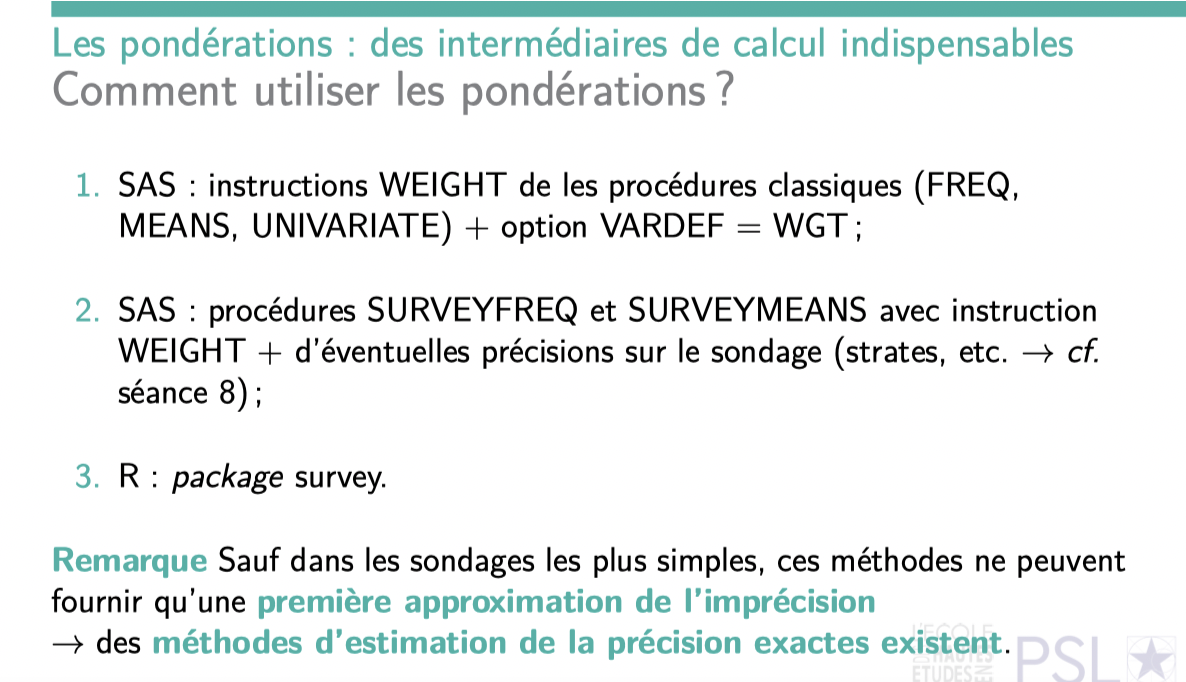 Les pondérations : des intermédiaires de calcul indispensables
Comment utiliser les pondérations ?
1. SAS : instructions WEIGHT de les procédures classiques (FREQ,
MEANS, UNIVARIATE) + option VARDEF = WGT ;
2. SAS : procédures SURVEYFREQ et SURVEYMEANS avec instruction
WEIGHT + d'éventuelles précisions sur le sondage (strates, etc. → cf.
séance 8) ;
3. R : package survey.
Remarque Sauf dans les sondages les plus simples, ces méthodes ne peuvent
fournir qu'une première approximation de l'imprécision
→ des méthodes d'estimation de la précision exactes existent.
L'ÉCOLE
HAUTES
ÉTUDES EN
PSL